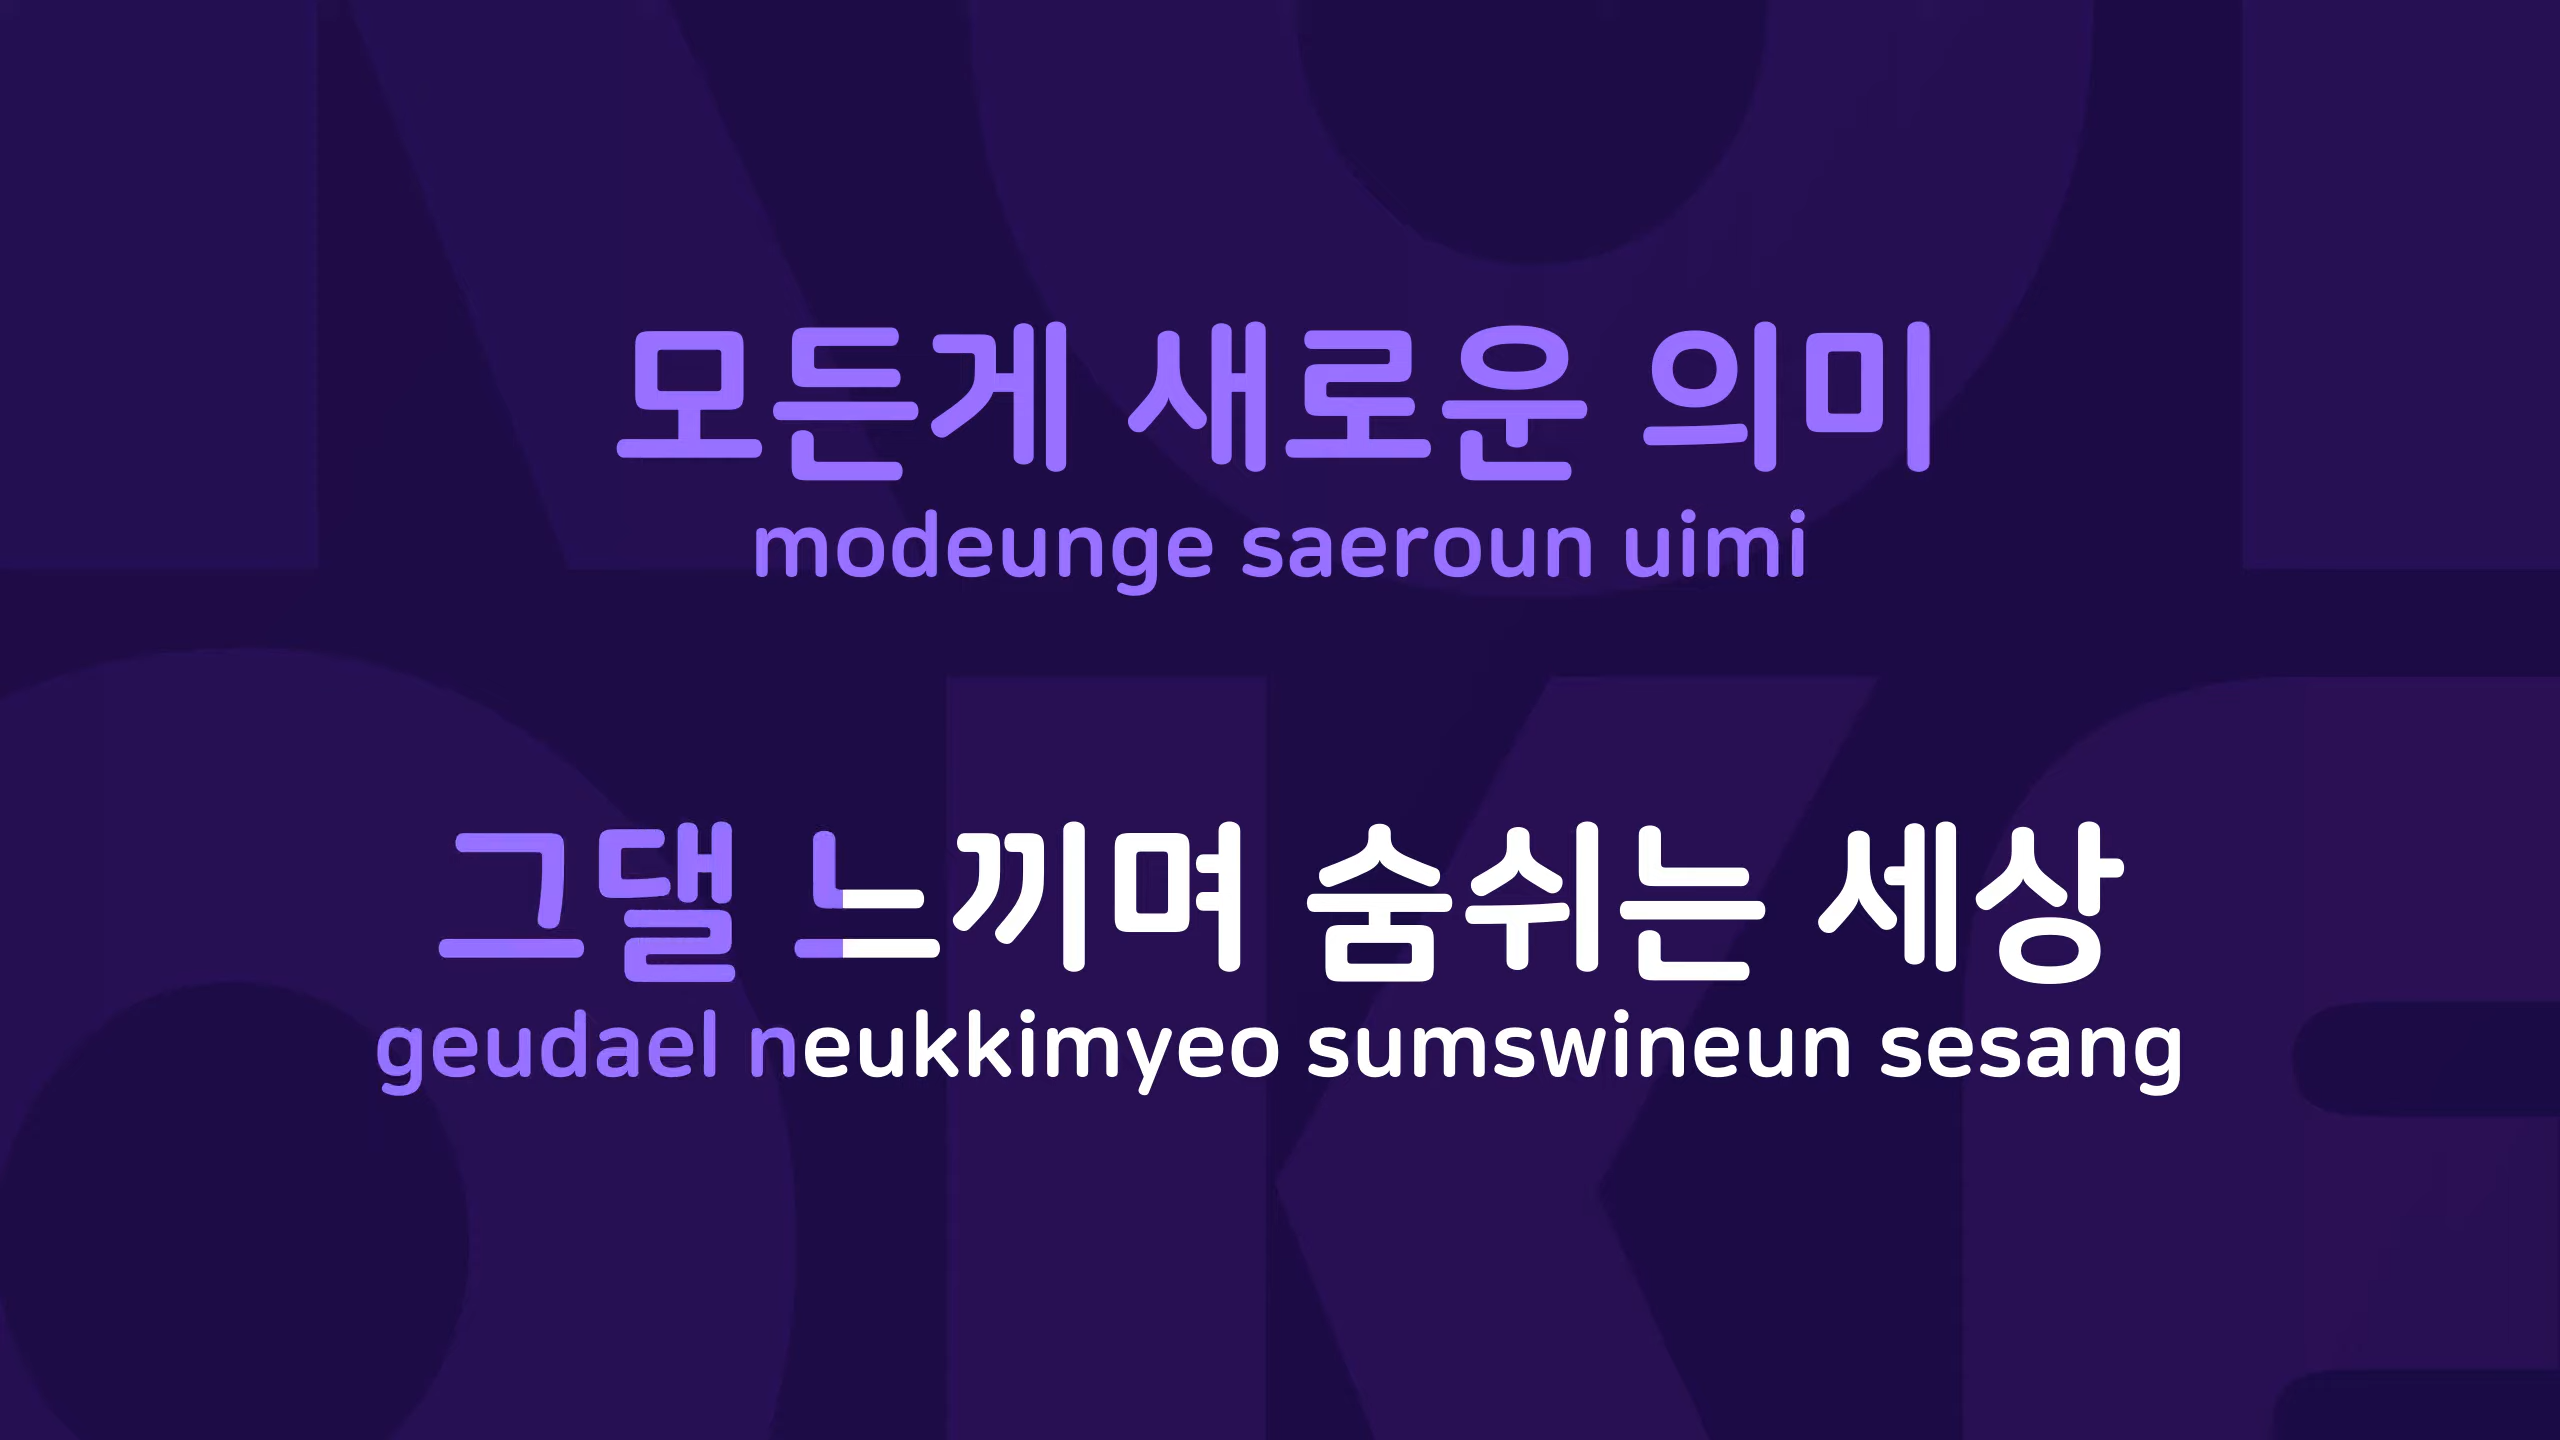 모든게 새로운 의미
modeunge saeroun uimi
그댈 느끼며 숨쉬는 세상
geudael neukkimyeo sumswineun sesang